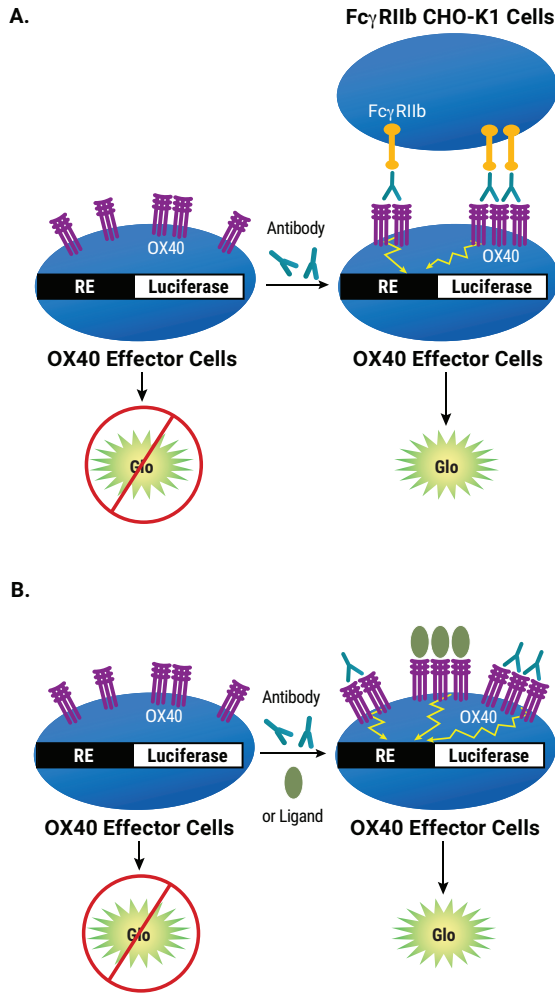 A.
FcγRIIb CHO-K1 Cells
FcγRIIb
OX40
Antibody
OX40
RE Luciferase
RE Luciferase
OX40 Effector Cells
OX40 Effector Cells
Glo
Glo
B.
OX40
Antibody
OX40
RE Luciferase
RE Luciferase
or Ligand
OX40 Effector Cells
OX40 Effector Cells
Glo
Glo